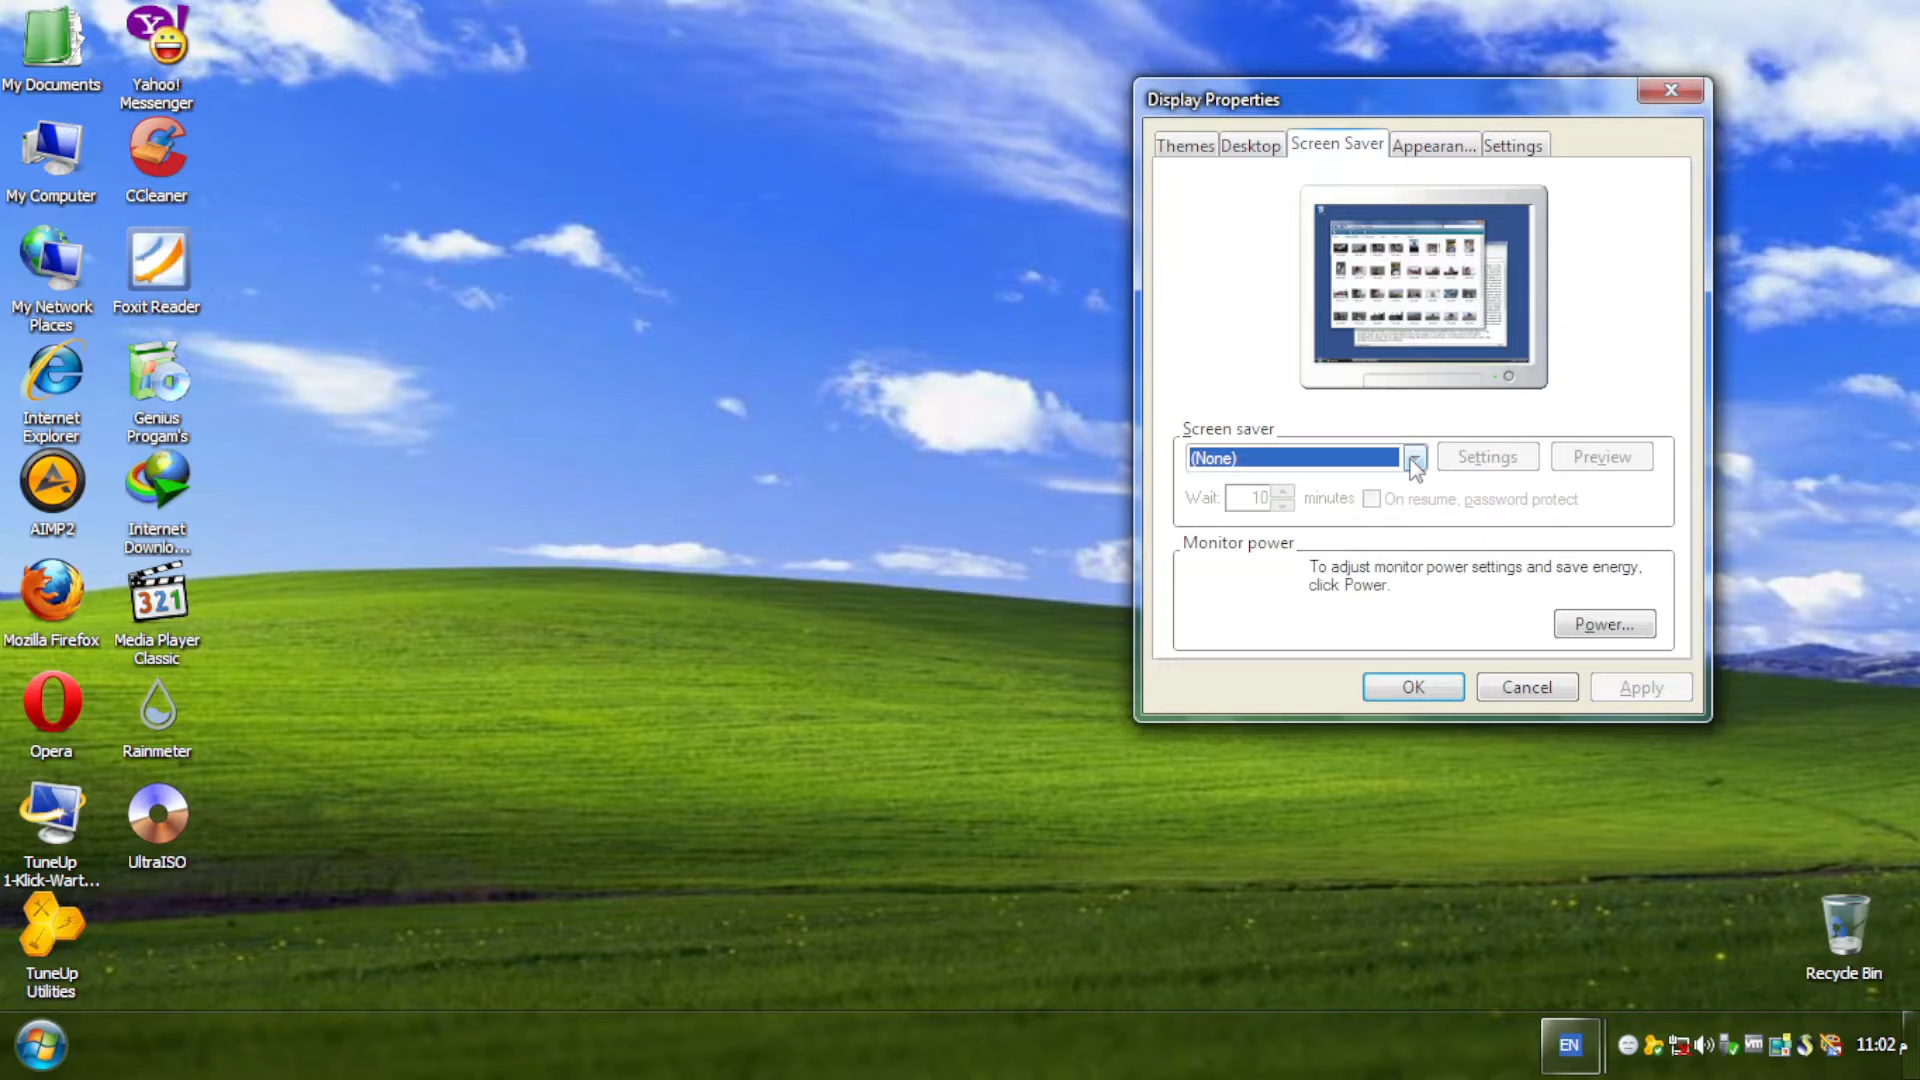 My Documents
Yahoo!
Messenger
My Computer
CCleaner
My Network
Places
Foxit Reader
Internet
Explorer
Genius
Progam's
AIMP2
Internet
Downlo...
Mozilla Firefox
Media Player
Classic
321
Opera
Rainmeter
TuneUp
1-Klick-Wart...
UltraISO
TuneUp
Utilities
Display Properties
Themes
Desktop
Screen Saver
Appearan...
Settings
Screen saver
(None)
Settings
Preview
Wait:
10
minutes
On resume, password protect
Monitor power
To adjust monitor power settings and save energy,
click Power.
Power...
OK
Cancel
Apply
Recycle Bin
EN
vm
11:02 م